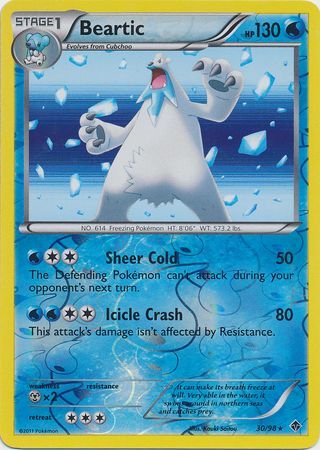 STAGE1
Beartic
HP130
Evolves from Cubchoo
NO. 614 Freezing Pokémon HT: 8'06" WT: 573.2 lbs.
Sheer Cold 50
The Defending Pokémon can't attack during your
opponent's next turn.
Icicle Crash 80
This attack's damage isn't affected by Resistance.
weakness resistance
×2
retreat
It can make its breath freeze at
will. Very able in the water, it
swims around in northern seas
and catches prey.
Illus. Kouki Saitou
©2011 Pokémon
30/98 ★